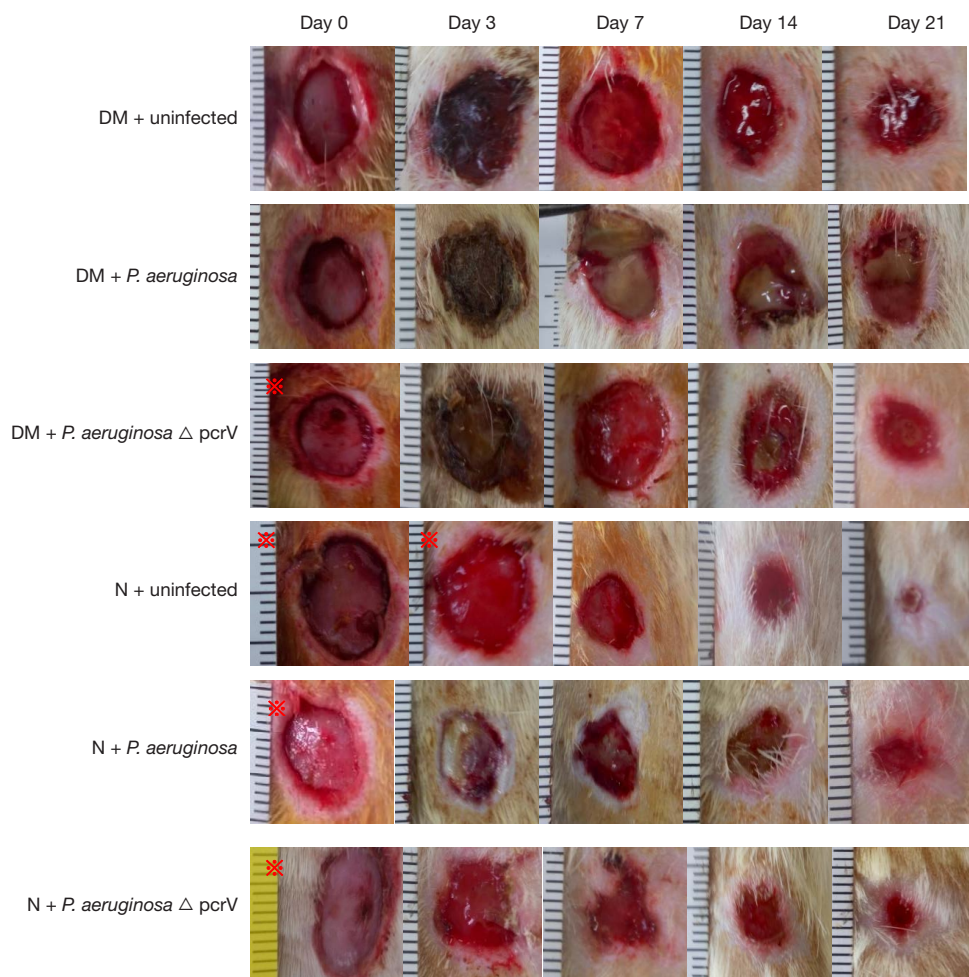 Day 0 Day 3 Day 7 Day 14 Day 21
DM + uninfected
DM + P. aeruginosa
※
DM + P. aeruginosa △ pcrV
※ ※
N + uninfected
※
N + P. aeruginosa
※
N + P. aeruginosa △ pcrV